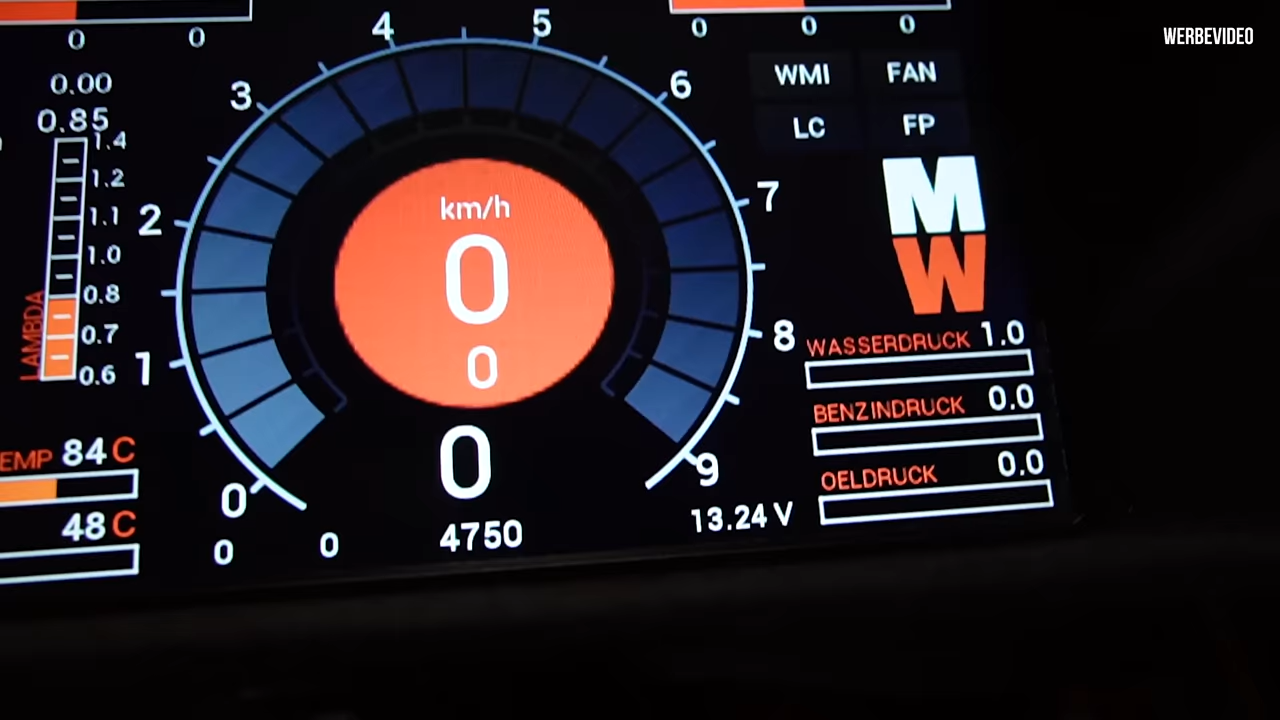 WERBEVIDEO
0 0
0 0 0
0.00
0.85
LAMBDA
1.4
1.2
1.1
1.0
0.8
0.7
0.6
0 1 2 3 4 5 6 7 8 9
km/h
0
0
0
4750
0 0
13.24 V
EMP 84 C
48 C
WMI FAN
LC FP
M
W
WASSERDRUCK 1.0
BENZINDRUCK 0.0
OELDRUCK 0.0